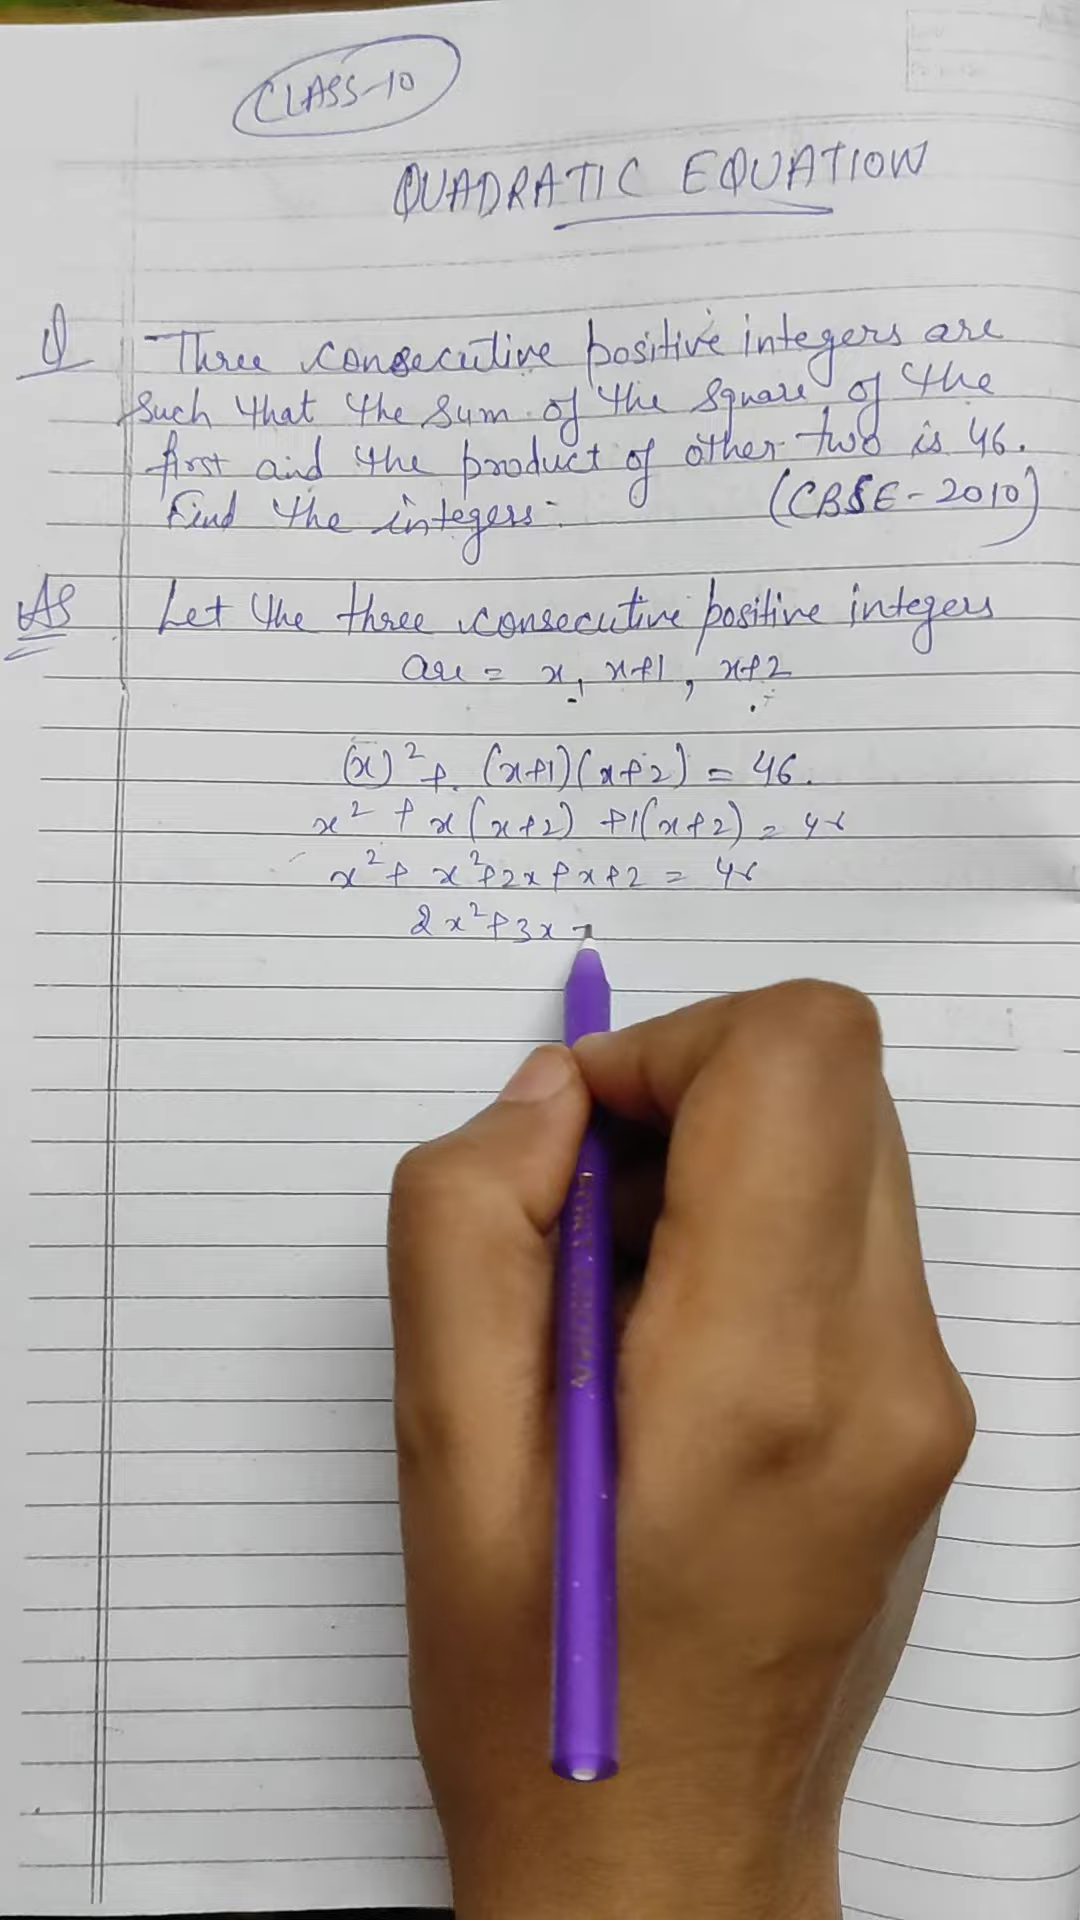 CLASS-10
QUADRATIC EQUATION
Q Three consecutive positive integers are
such that the sum of the square of the
first and the product of other two is 46.
Find the integers:- (CBSE-2010)
AS Let the three consecutive positive integers
are = x, x+1, x+2
(x)² + (x+1)(x+2) = 46.
x² + x(x+2) +1(x+2) = 46
x² + x²+2x+x+2 = 46
2x²+3x